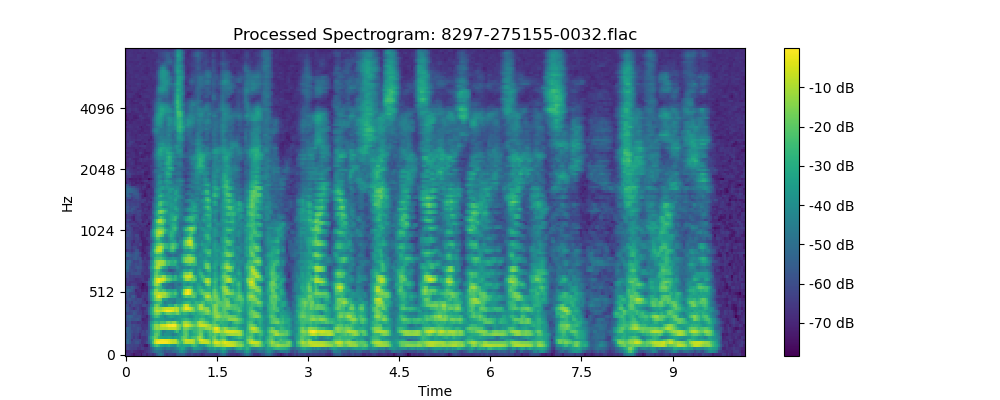 Processed Spectrogram: 8297-275155-0032.flac
Hz
4096
2048
1024
512
0
0 1.5 3 4.5 6 7.5 9
Time
-10 dB
-20 dB
-30 dB
-40 dB
-50 dB
-60 dB
-70 dB